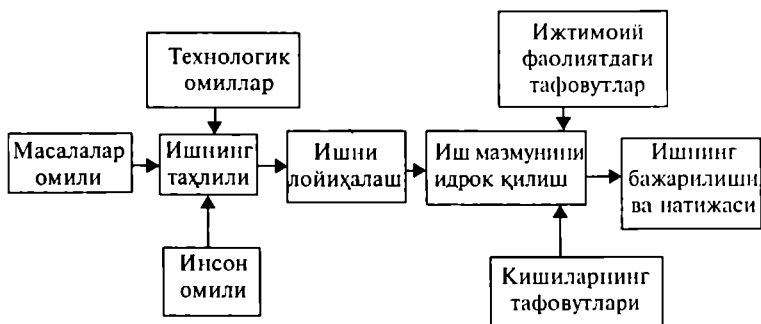 Технологик
омиллар
Ижтимоий
фаолиятдаги
тафовутлар
Масалалар
омили
Ишнинг
таҳлили
Ишни
лойиҳалаш
Иш мазмунини
идрок қилиш
Ишнинг
бажарилиши
ва натижаси
Инсон
омили
Кишиларнинг
тафовутлари